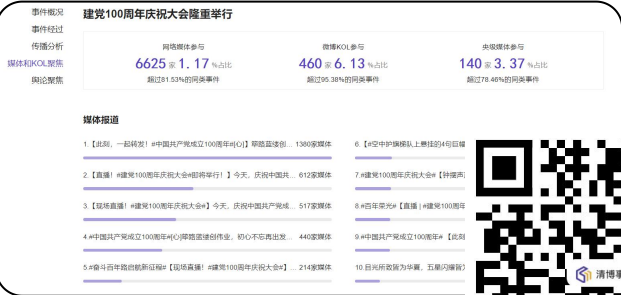 事件概况
事件经过
传播分析
媒体和KOL聚焦
舆论聚焦
建党100周年庆祝大会隆重举行
网络媒体参与
6625 家 1.17 %占比
超过81.53%的同类事件
微博KOL参与
460 家 6.13 %占比
超过95.38%的同类事件
央级媒体参与
140 家 3.37 %占比
超过78.46%的同类事件
媒体报道
1.【此刻，一起转发！#中国共产党成立100周年#[心]】筚路蓝缕创... 1380家媒体
2.【直播！#建党100周年庆祝大会#即将举行！】今天，庆祝中国共... 612家媒体
3.【现场直播！#建党100周年庆祝大会#】今天，庆祝中国共产党成... 517家媒体
4.#中国共产党成立100周年#[心]筚路蓝缕创伟业，初心不忘再出发... 440家媒体
5.#奋斗百年路启航新征程#【现场直播！#建党100周年庆祝大会#】... 214家媒体
6.【#空中护旗梯队上悬挂的4句巨幅
7.#建党100周年庆祝大会#【钟摆声
8.#百年荣光#【直播 | #建党100周年
9.#中国共产党成立100周年# 【此刻
10.目光所致皆为华夏，五星闪耀皆为
清博事